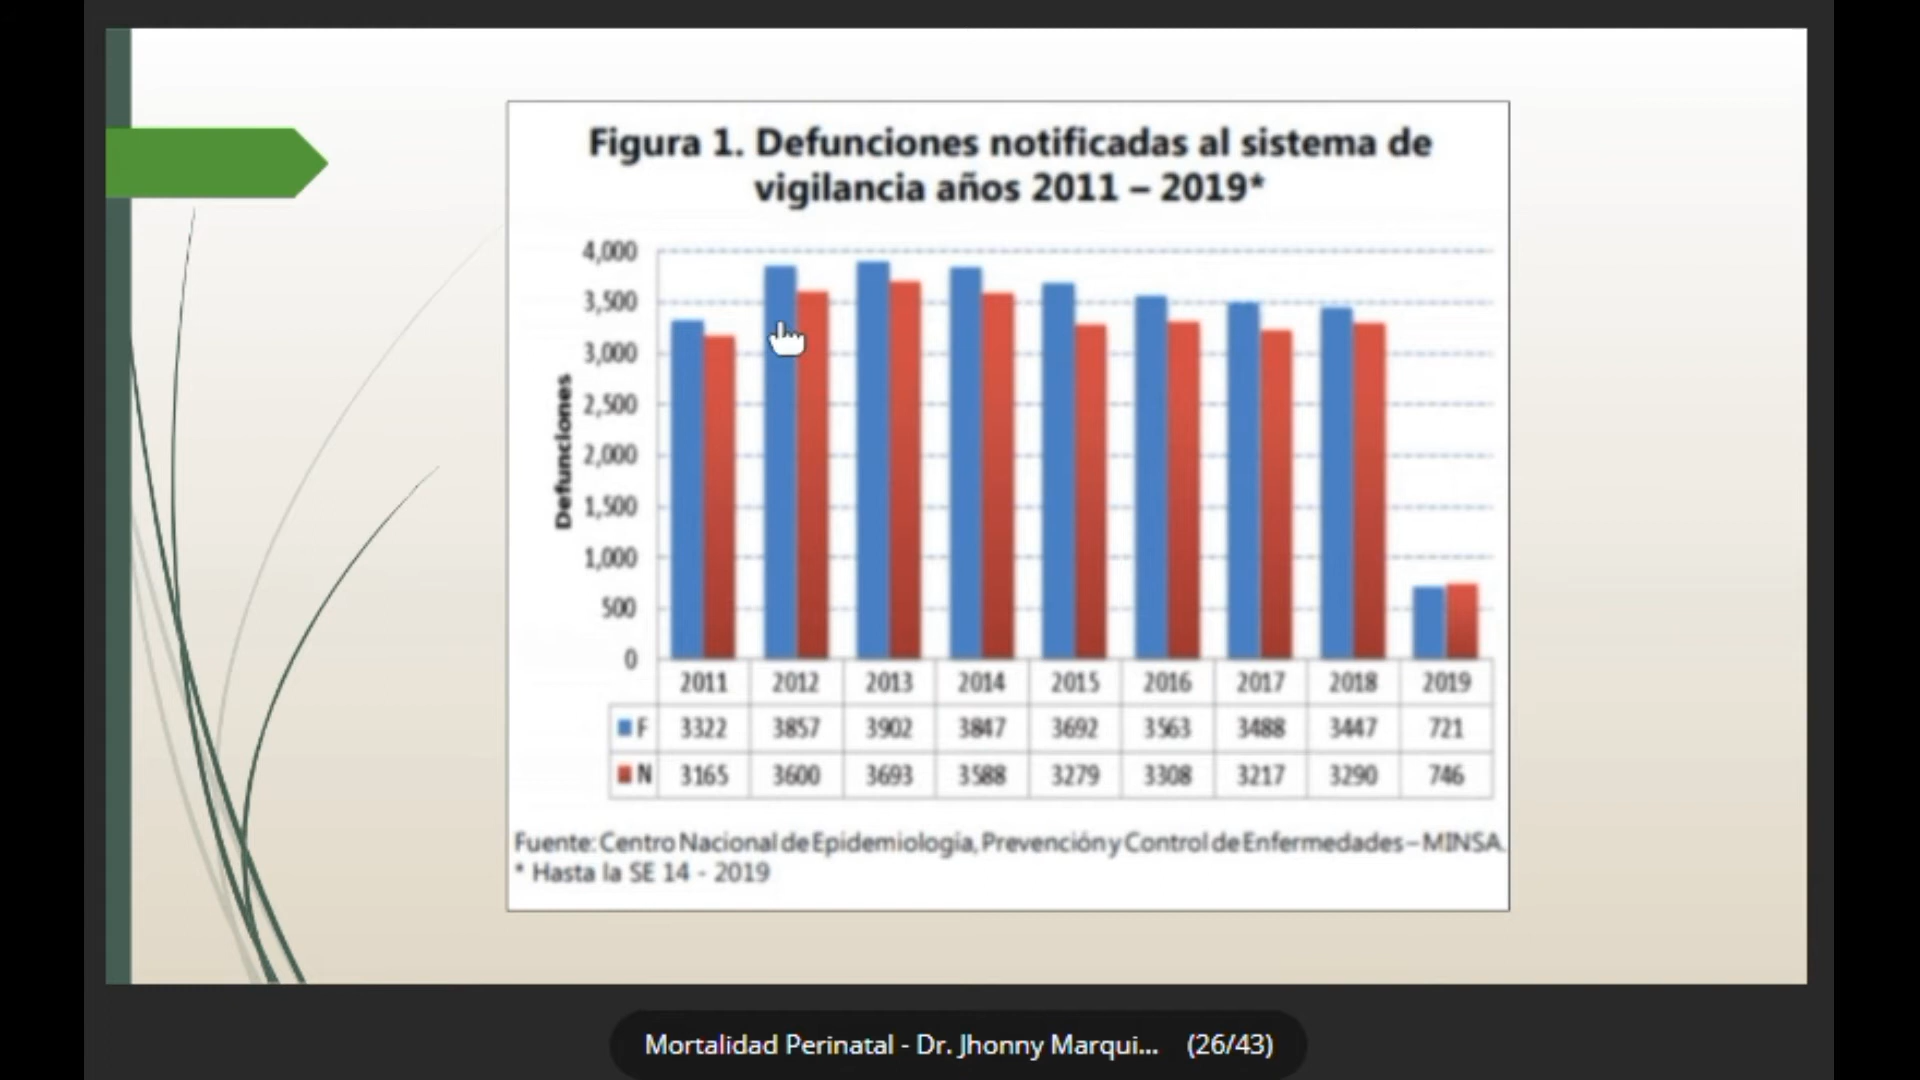 Figura 1. Defunciones notificadas al sistema de
vigilancia años 2011 – 2019*
Defunciones
4,000
3,500
3,000
2,500
2,000
1,500
1,000
500
0
2011 2012 2013 2014 2015 2016 2017 2018 2019
F 3322 3857 3902 3847 3692 3563 3488 3447 721
N 3165 3600 3693 3588 3279 3308 3217 3290 746
Fuente: Centro Nacional de Epidemiología, Prevención y Control de Enfermedades – MINSA.
* Hasta la SE 14 - 2019
Mortalidad Perinatal - Dr. Jhonny Marqui... (26/43)